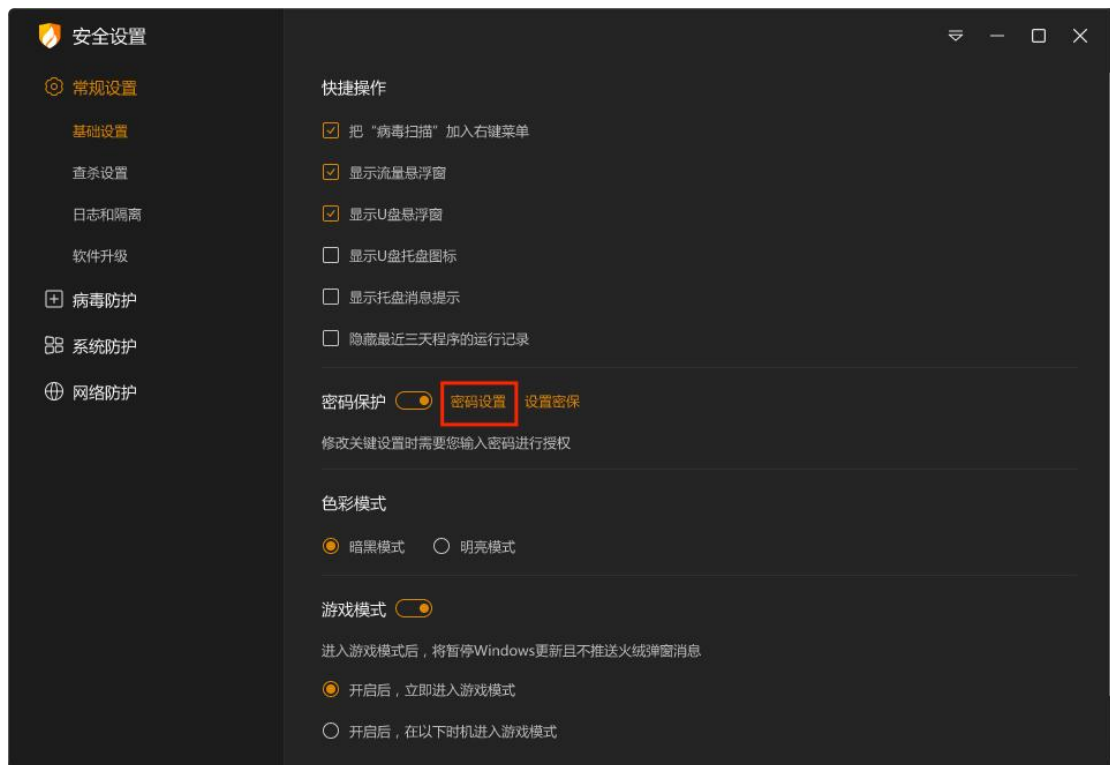 安全设置
常规设置
基础设置
查杀设置
日志和隔离
软件升级
病毒防护
系统防护
网络防护
快捷操作
把“病毒扫描”加入右键菜单
显示流量悬浮窗
显示U盘悬浮窗
显示U盘托盘图标
显示托盘消息提示
隐藏最近三天程序的运行记录
密码保护 密码设置 设置密保
修改关键设置时需要您输入密码进行授权
色彩模式
暗黑模式 明亮模式
游戏模式
进入游戏模式后，将暂停Windows更新且不推送火绒弹窗消息
开启后，立即进入游戏模式
开启后，在以下时机进入游戏模式